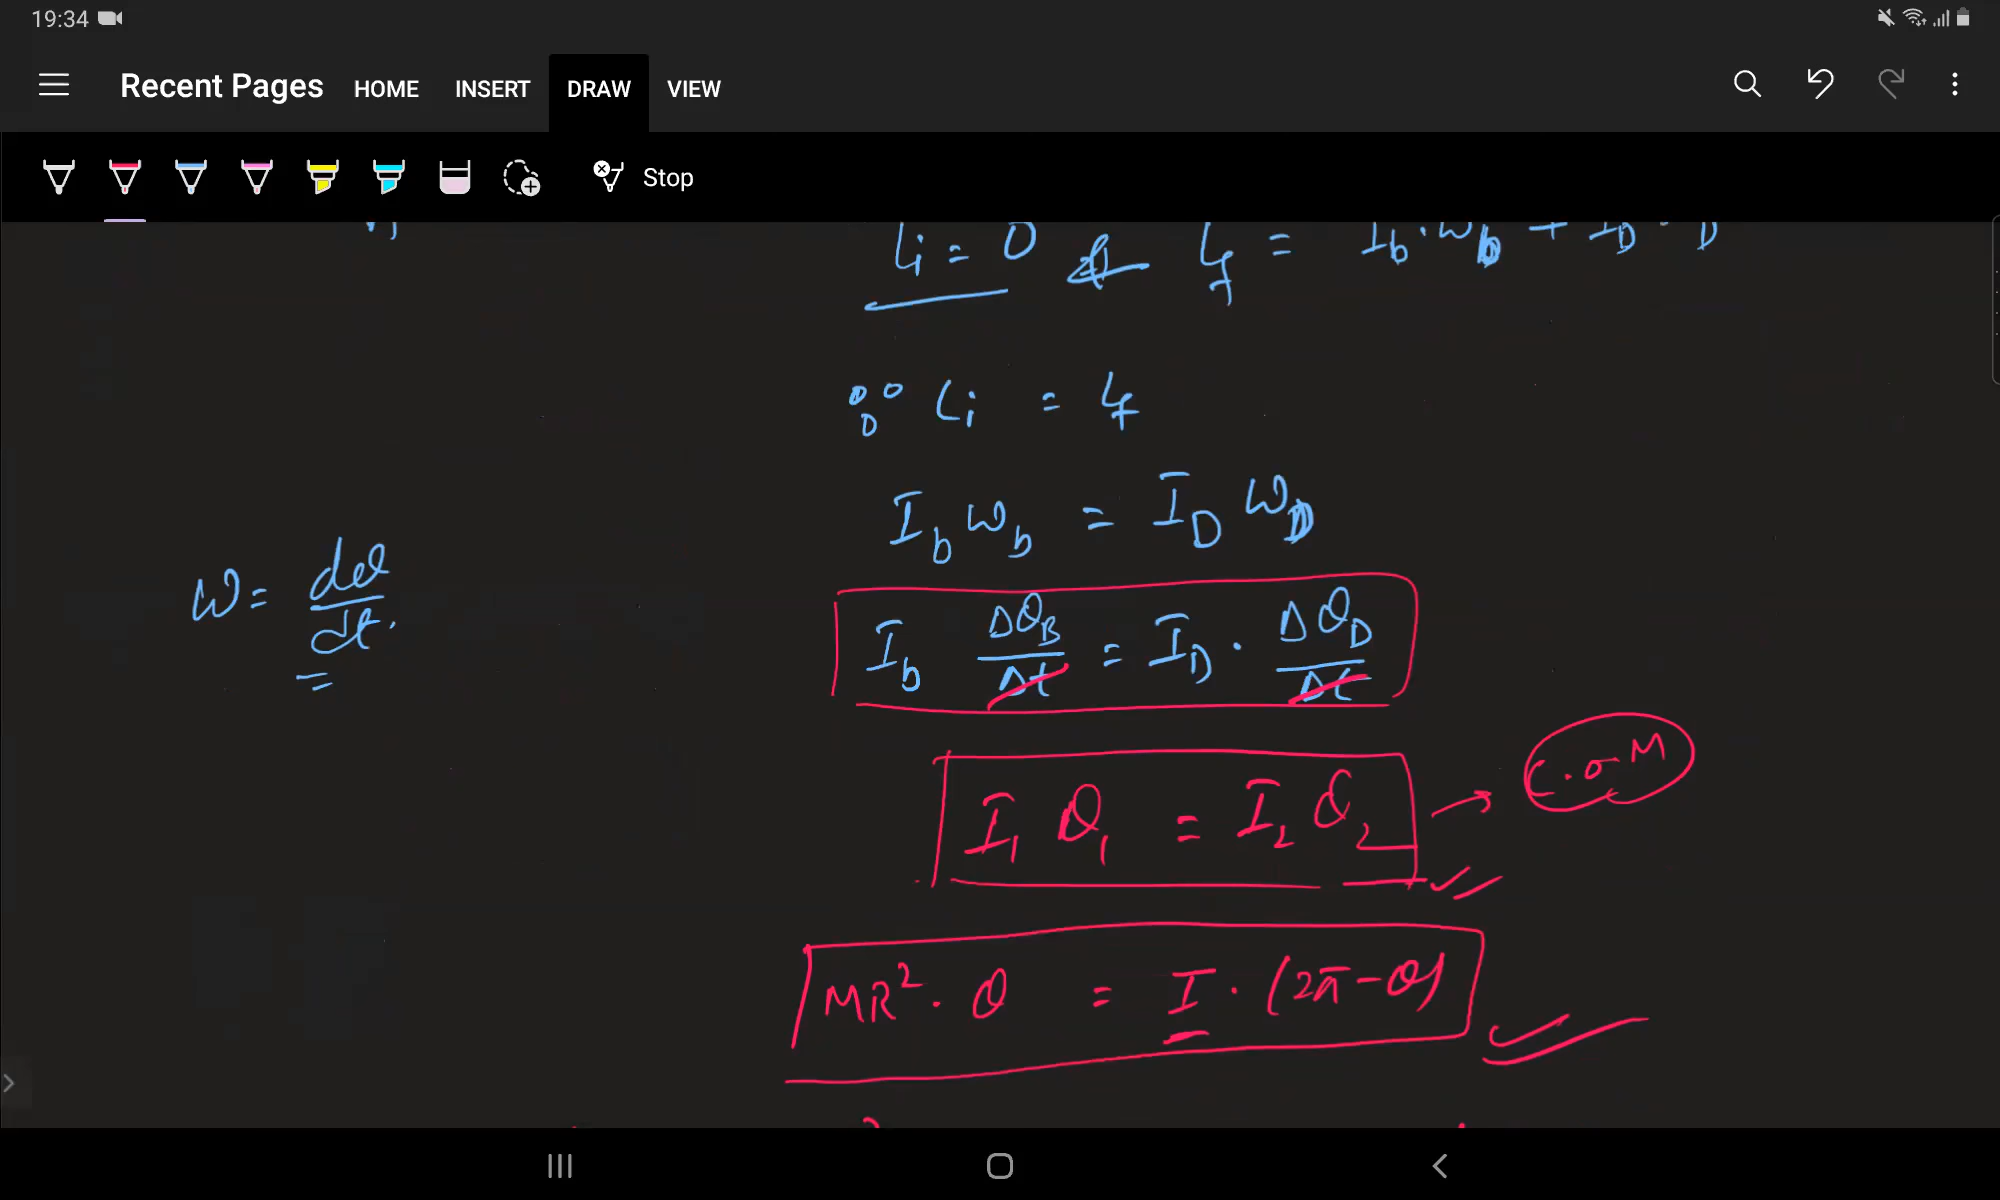 19:34
Recent Pages HOME INSERT DRAW VIEW
Stop
Li = 0 & Lf = Ib·ωb + ID · D
∴ Li = Lf
Ib ωb = ID ωD
ω = dθ/dt.
Ib ΔθB/Δt = ID · ΔθD/Δt
C.O.M
I1 θ1 = I2 θ2
MR² · θ = I · (2π - θ)